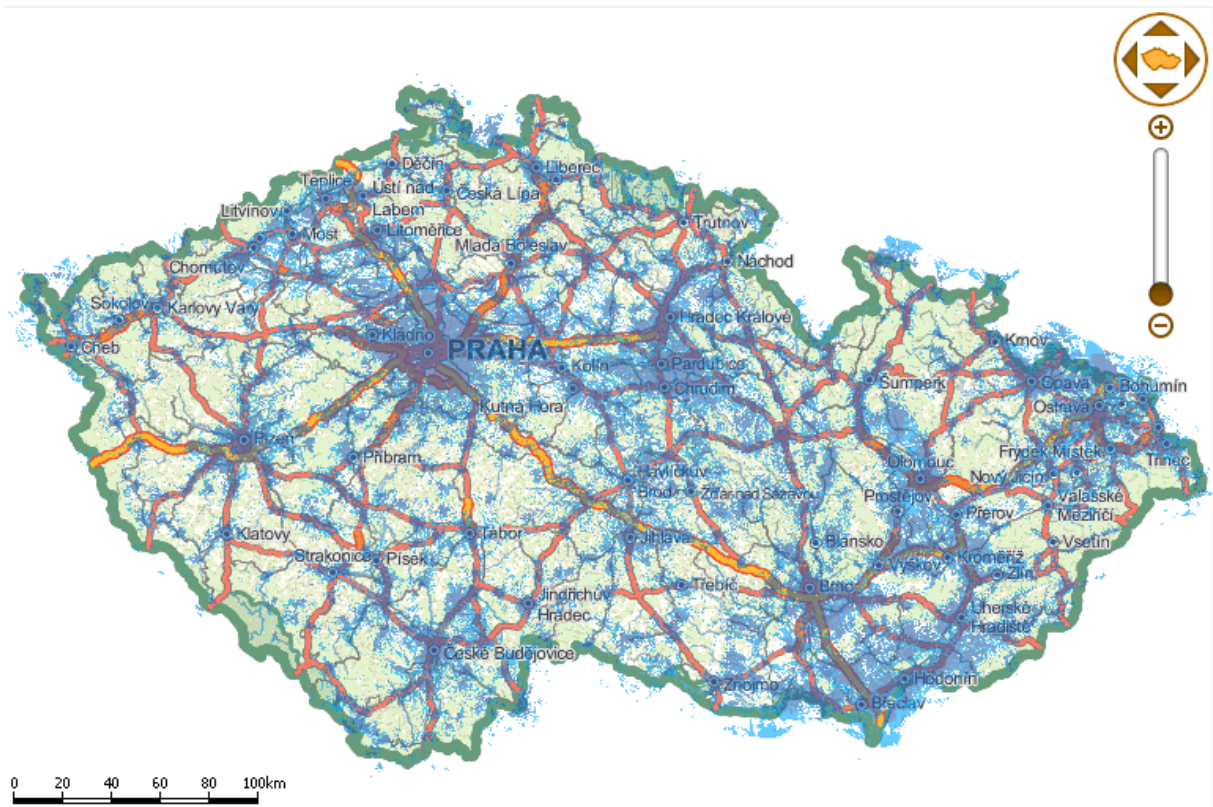 Děčín
Liberec
Teplice
Ústí nad
Labem
Česká Lípa
Litvínov
Most
Litoměřice
Trutnov
Mladá Boleslav
Chomutov
Náchod
Sokolov
Karlovy Vary
Hradec Králové
Cheb
Kladno
PRAHA
Kolín
Pardubice
Chrudim
Krnov
Šumperk
Opava
Bohumín
Ostrava
Kutná Hora
Plzeň
Příbram
Havlíčkův
Brod
Žďár nad Sázavou
Olomouc
Frýdek Místek
Třinec
Nový Jičín
Prostějov
Přerov
Valašské
Meziříčí
Klatovy
Tábor
Jihlava
Blansko
Vsetín
Strakonice
Písek
Vyškov
Kroměříž
Zlín
Třebíč
Brno
Jindřichův
Hradec
Uherské
Hradiště
České Budějovice
Znojmo
Hodonín
Břeclav
0 20 40 60 80 100km